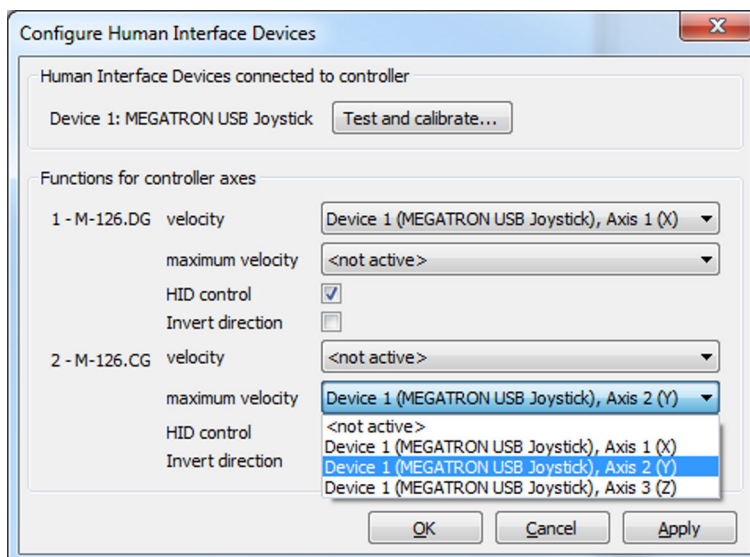 Configure Human Interface Devices
Human Interface Devices connected to controller
Device 1: MEGATRON USB Joystick Test and calibrate...
Functions for controller axes
1 - M-126.DG velocity Device 1 (MEGATRON USB Joystick), Axis 1 (X)
maximum velocity <not active>
HID control
Invert direction
2 - M-126.CG velocity <not active>
maximum velocity Device 1 (MEGATRON USB Joystick), Axis 2 (Y)
<not active>
HID control
Device 1 (MEGATRON USB Joystick), Axis 1 (X)
Invert direction Device 1 (MEGATRON USB Joystick), Axis 2 (Y)
Device 1 (MEGATRON USB Joystick), Axis 3 (Z)
OK Cancel Apply